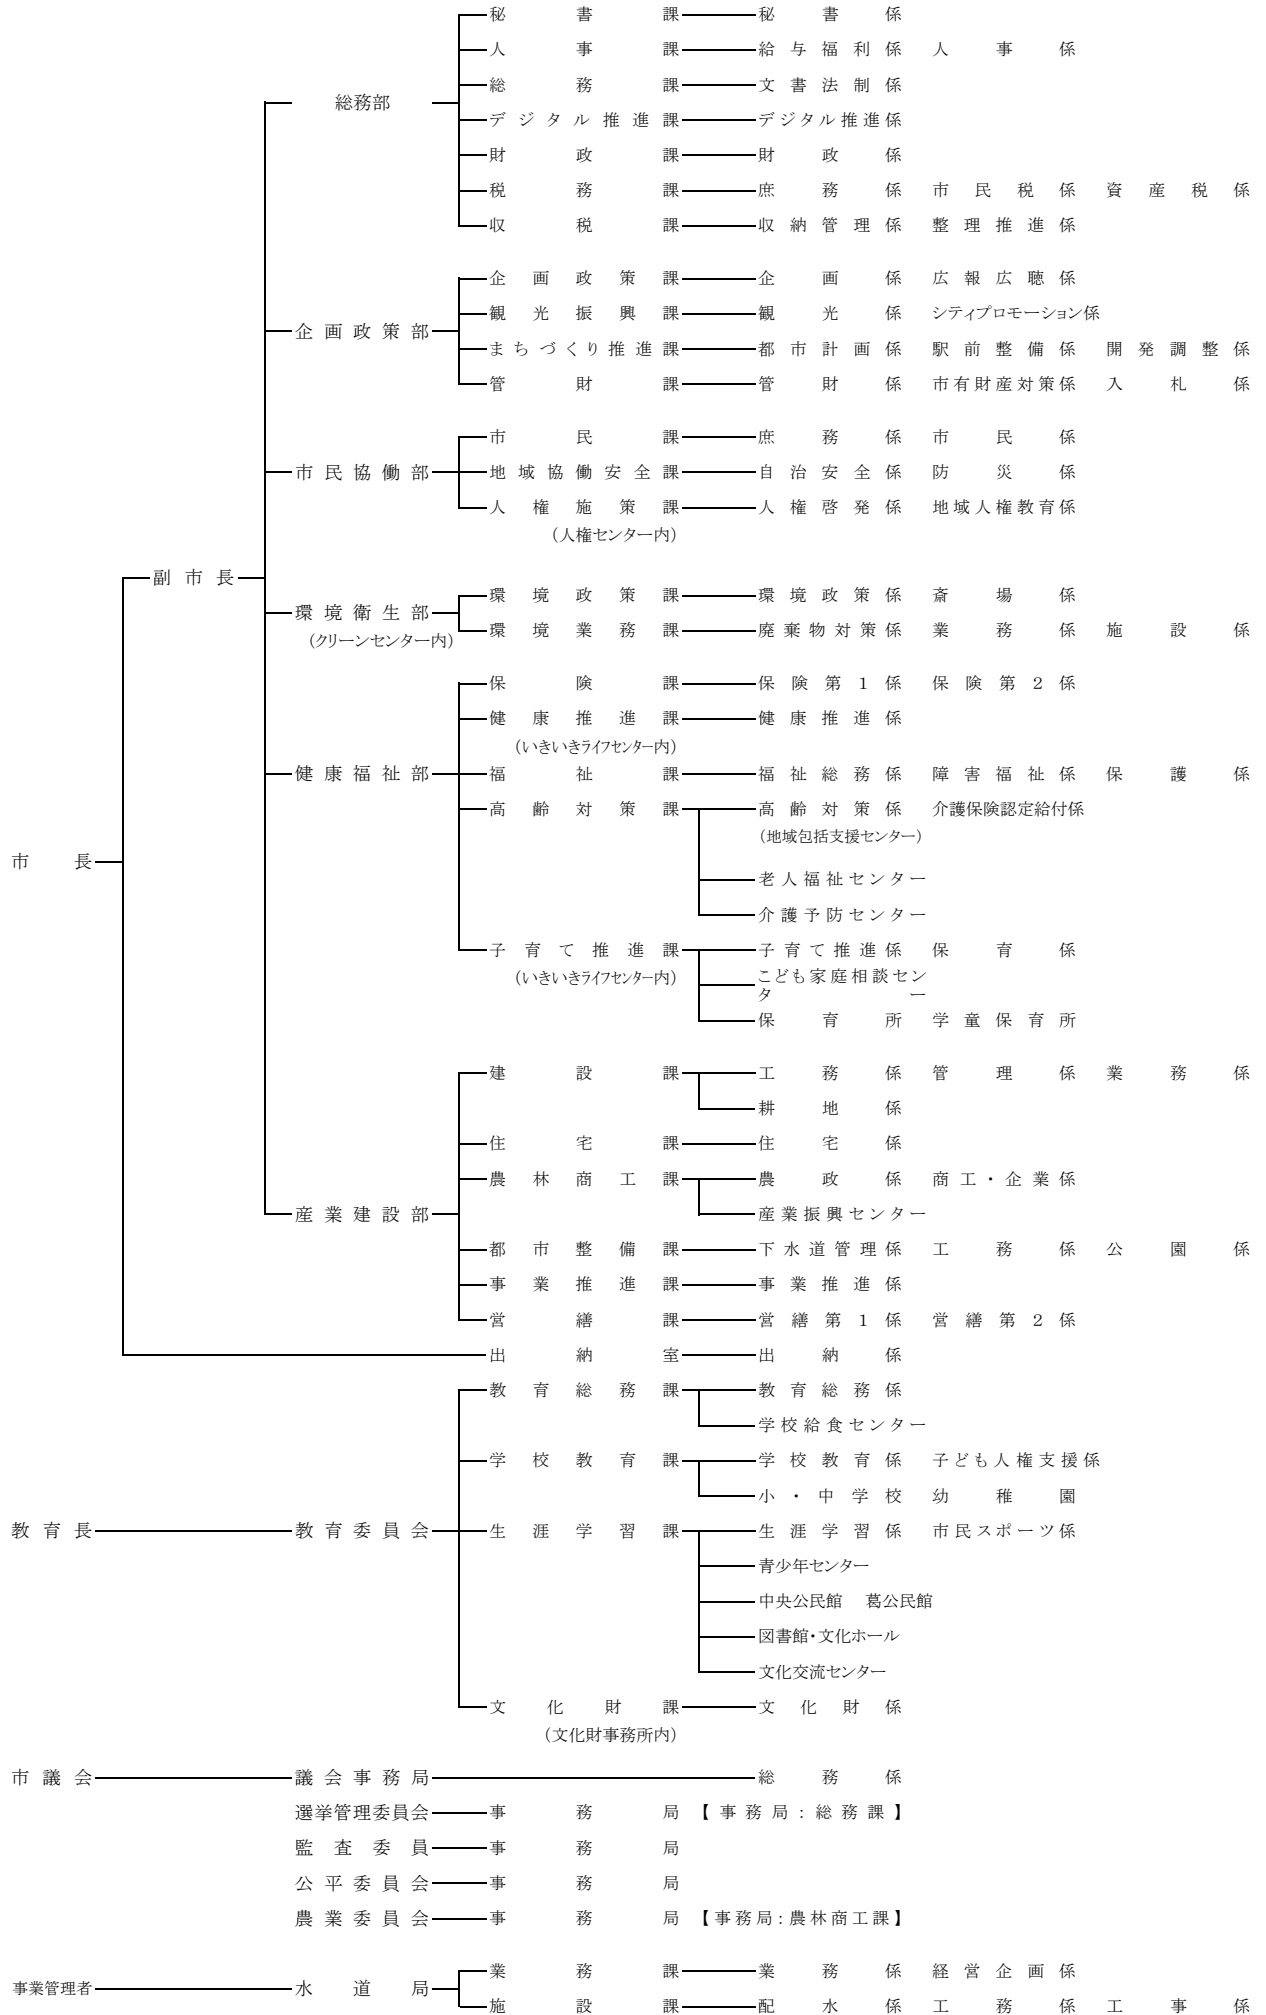 秘書課 秘書係
人事課 給与福利係 人事係
総務課 文書法制係
総務部
デジタル推進課 デジタル推進係
財政課 財政係
税務課 庶務係 市民税係 資産税係
収税課 収納管理係 整理推進係
企画政策課 企画係 広報広聴係
観光振興課 観光係 シティプロモーション係
企画政策部
まちづくり推進課 都市計画係 駅前整備係 開発調整係
管財課 管財係 市有財産対策係 入札係
市民課 庶務係 市民係
市民協働部 地域協働安全課 自治安全係 防災係
人権施策課 人権啓発係 地域人権教育係
(人権センター内)
副市長
環境政策課 環境政策係 斎場係
環境衛生部
環境業務課 廃棄物対策係 業務係 施設係
(クリーンセンター内)
保険課 保険第1係 保険第2係
健康推進課 健康推進係
(いきいきライフセンター内)
健康福祉部 福祉課 福祉総務係 障害福祉係 保護係
高齢対策課 高齢対策係 介護保険認定給付係
(地域包括支援センター)
市長
老人福祉センター
介護予防センター
子育て推進課 子育て推進係 保育係
(いきいきライフセンター内) こども家庭相談セン
ター
保育所 学童保育所
建設課 工務係 管理係 業務係
耕地係
住宅課 住宅係
農林商工課 農政係 商工・企業係
産業建設部 産業振興センター
都市整備課 下水道管理係 工務係 公園係
事業推進課 事業推進係
営繕課 営繕第1係 営繕第2係
出納室 出納係
教育総務課 教育総務係
学校給食センター
学校教育課 学校教育係 子ども人権支援係
小・中学校 幼稚園
教育長 教育委員会 生涯学習課 生涯学習係 市民スポーツ係
青少年センター
中央公民館 葛公民館
図書館・文化ホール
文化交流センター
文化財課 文化財係
(文化財事務所内)
市議会 議会事務局 総務係
選挙管理委員会 事務局 【事務局:総務課】
監査委員 事務局
公平委員会 事務局
農業委員会 事務局 【事務局:農林商工課】
業務課 業務係 経営企画係
事業管理者 水道局
施設課 配水係 工務係 工事係